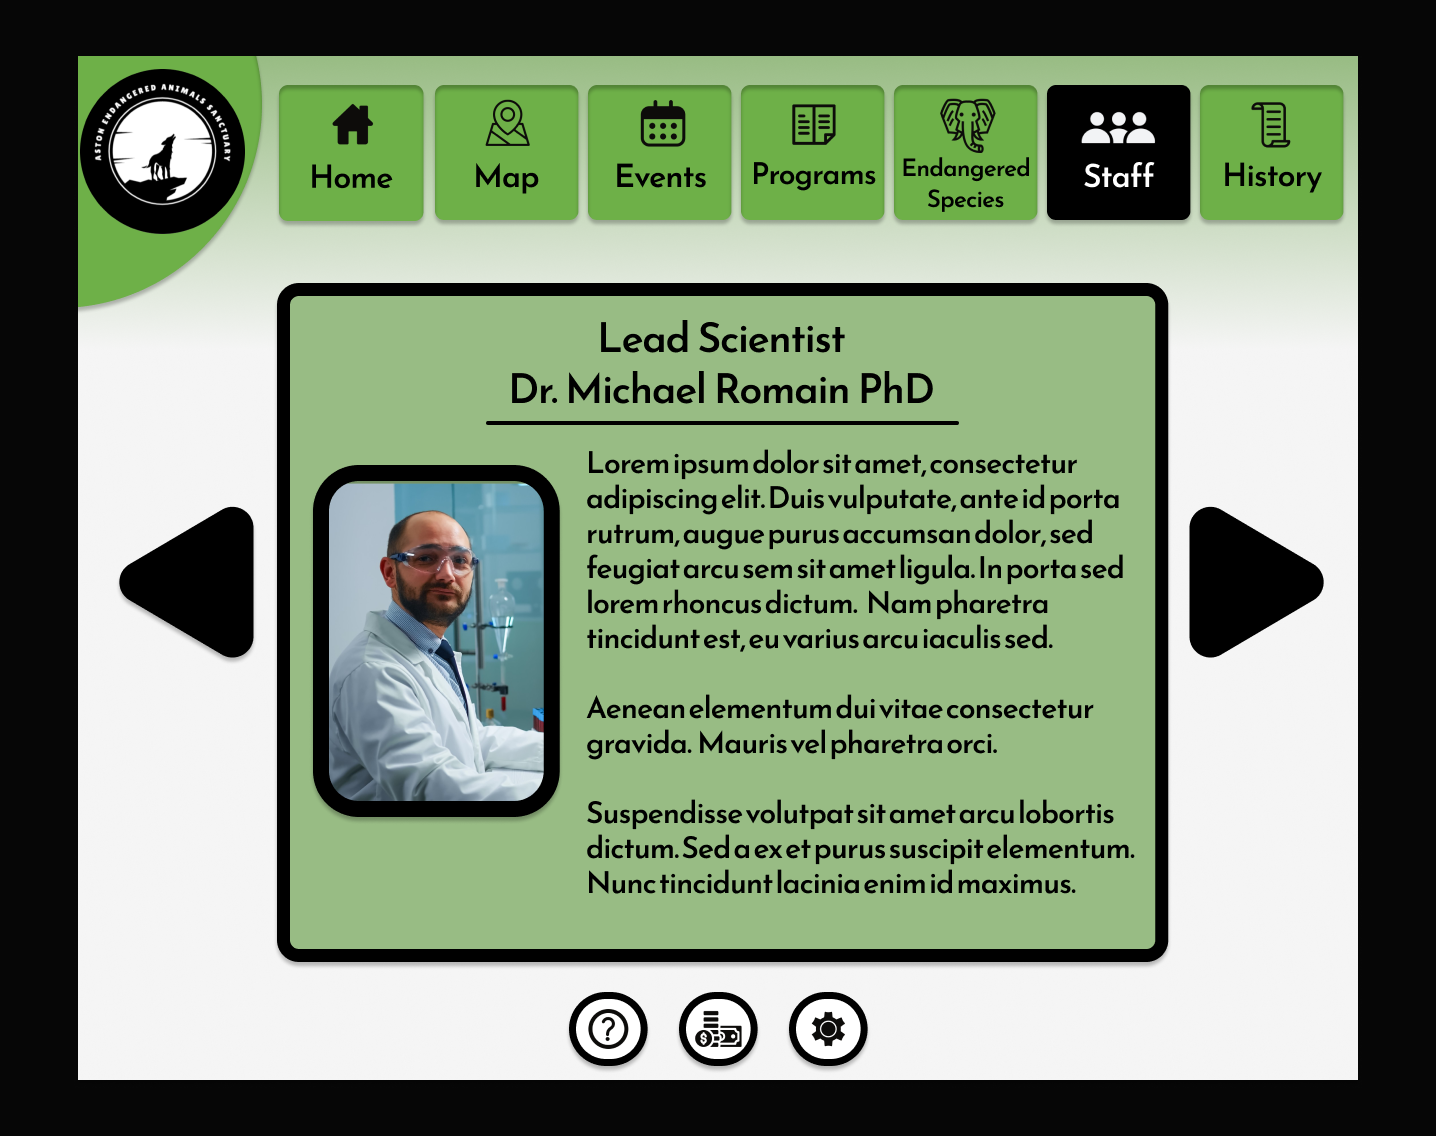 ASTON ENDANGERED ANIMALS SANCTUARY
Home
Map
Events
Programs
Endangered
Species
Staff
History
Lead Scientist
Dr. Michael Romain PhD
Lorem ipsum dolor sit amet, consectetur
adipiscing elit. Duis vulputate, ante id porta
rutrum, augue purus accumsan dolor, sed
feugiat arcu sem sit amet ligula. In porta sed
lorem rhoncus dictum. Nam pharetra
tincidunt est, eu varius arcu iaculis sed.
Aenean elementum dui vitae consectetur
gravida. Mauris vel pharetra orci.
Suspendisse volutpat sit amet arcu lobortis
dictum. Sed a ex et purus suscipit elementum.
Nunc tincidunt lacinia enim id maximus.
?
$